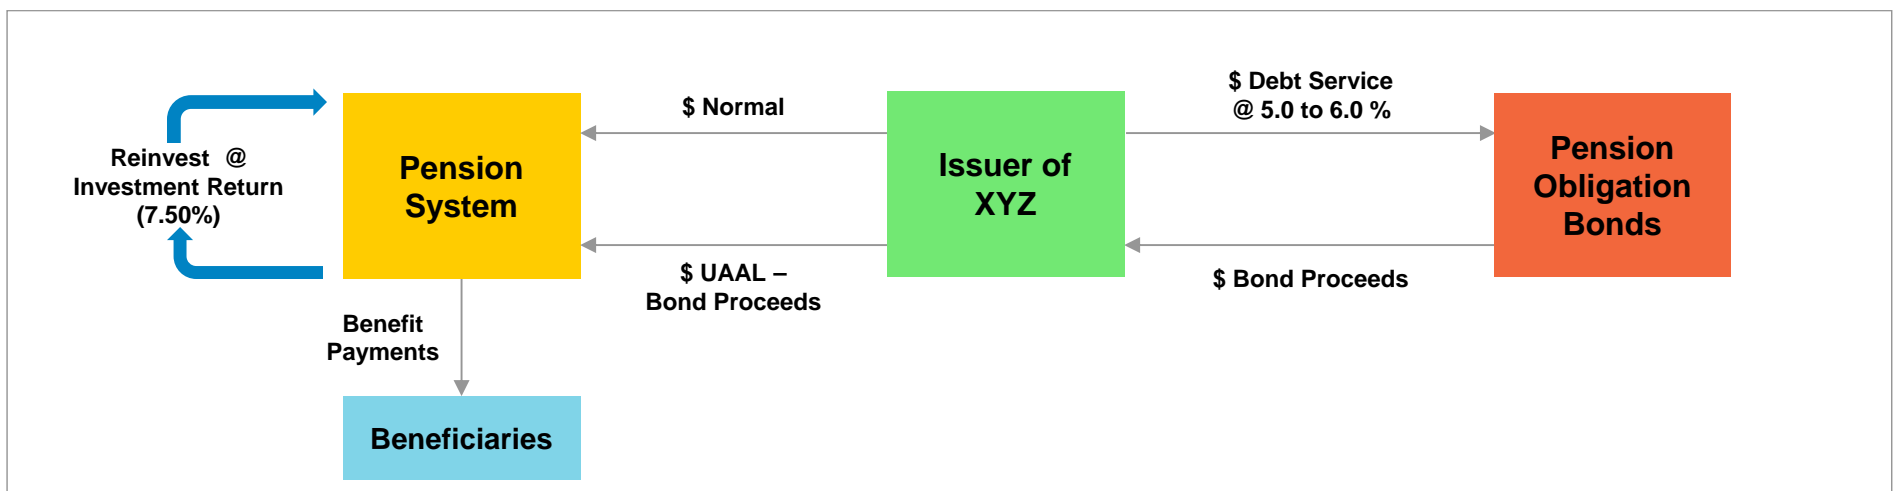 Reinvest @
Investment Return
(7.50%)
Pension
System
$ Normal
$ UAAL –
Bond Proceeds
Issuer of
XYZ
$ Debt Service
@ 5.0 to 6.0 %
$ Bond Proceeds
Pension
Obligation
Bonds
Benefit
Payments
Beneficiaries